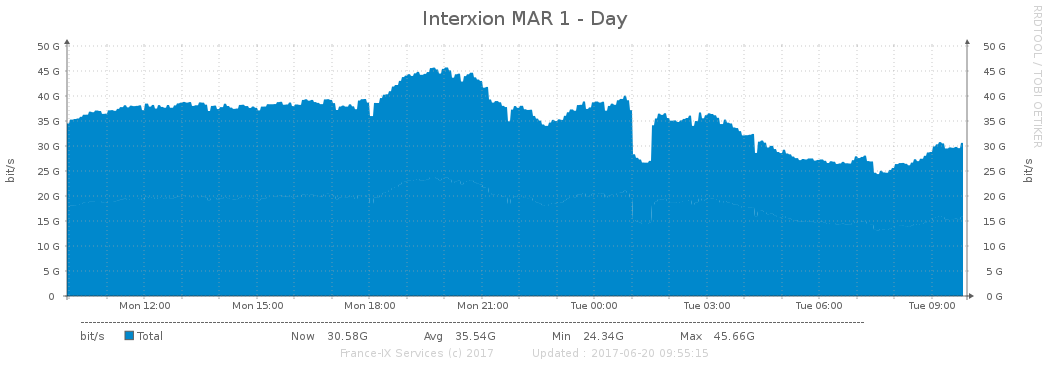 Interxion MAR 1 - Day
RRDTOOL / TOBI OETIKER
50 G 50 G
45 G 45 G
40 G 40 G
35 G 35 G
30 G 30 G
25 G 25 G
20 G 20 G
15 G 15 G
10 G 10 G
5 G 5 G
0 0 G
bit/s bit/s
Mon 12:00 Mon 15:00 Mon 18:00 Mon 21:00 Tue 00:00 Tue 03:00 Tue 06:00 Tue 09:00
bit/s Total Now 30.58G Avg 35.54G Min 24.34G Max 45.66G
France-IX Services (c) 2017 Updated : 2017-06-20 09:55:15